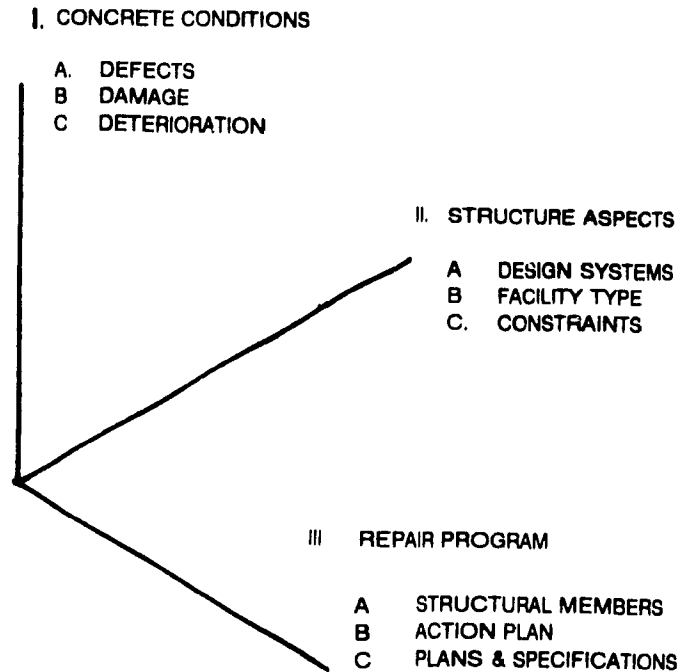 I. CONCRETE CONDITIONS
A. DEFECTS
B DAMAGE
C DETERIORATION
II. STRUCTURE ASPECTS
A DESIGN SYSTEMS
B FACILITY TYPE
C. CONSTRAINTS
III REPAIR PROGRAM
A STRUCTURAL MEMBERS
B ACTION PLAN
C PLANS & SPECIFICATIONS